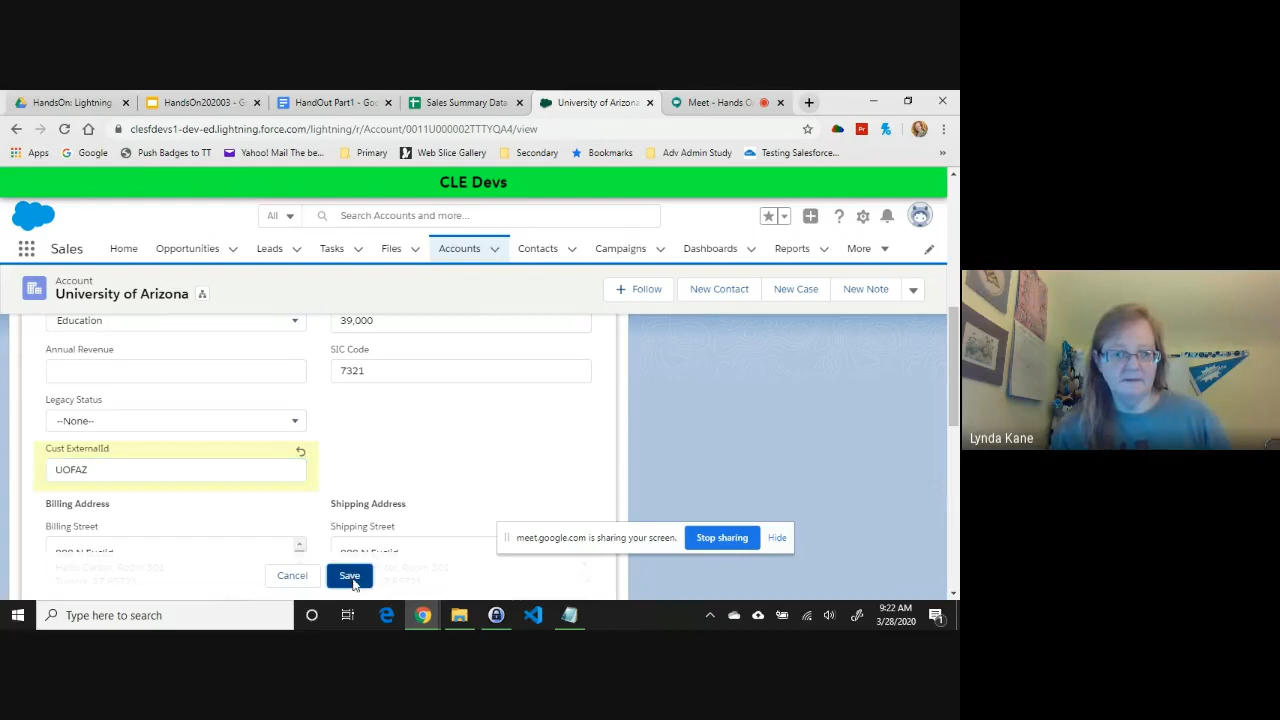 HandsOn: Lightning
HandsOn202003 - G
HandOut Part1 - Goo
Sales Summary Data
University of Arizona
Meet - Hands O
clesfdevs1-dev-ed.lightning.force.com/lightning/r/Account/0011U000002TTTYQA4/view
Apps Google Push Badges to TT Yahoo! Mail The be... Primary Web Slice Gallery Secondary Bookmarks Adv Admin Study Testing Salesforce...
CLE Devs
All Search Accounts and more...
Sales Home Opportunities Leads Tasks Files Accounts Contacts Campaigns Dashboards Reports More
Account
University of Arizona
+ Follow New Contact New Case New Note
Education 39,000
Annual Revenue SIC Code
7321
Legacy Status
--None--
Cust ExternalId
UOFAZ
Billing Address Shipping Address
Billing Street Shipping Street
meet.google.com is sharing your screen. Stop sharing Hide
Cancel Save
Type here to search
9:22 AM
3/28/2020
1
Lynda Kane